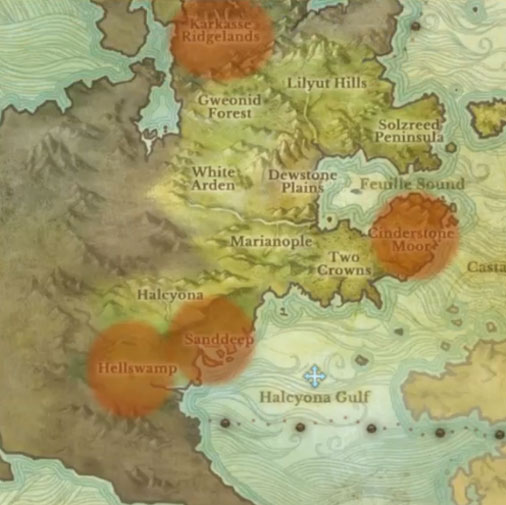 Karkasse
Ridgelands
Lilyut Hills
Gweonid
Forest
Solzreed
Peninsula
White
Arden
Dewstone
Plains
Feuille Sound
Cinderstone
Moor
Marianople
Two
Crowns
Casta
Halcyona
Sanddeep
Hellswamp
Halcyona Gulf